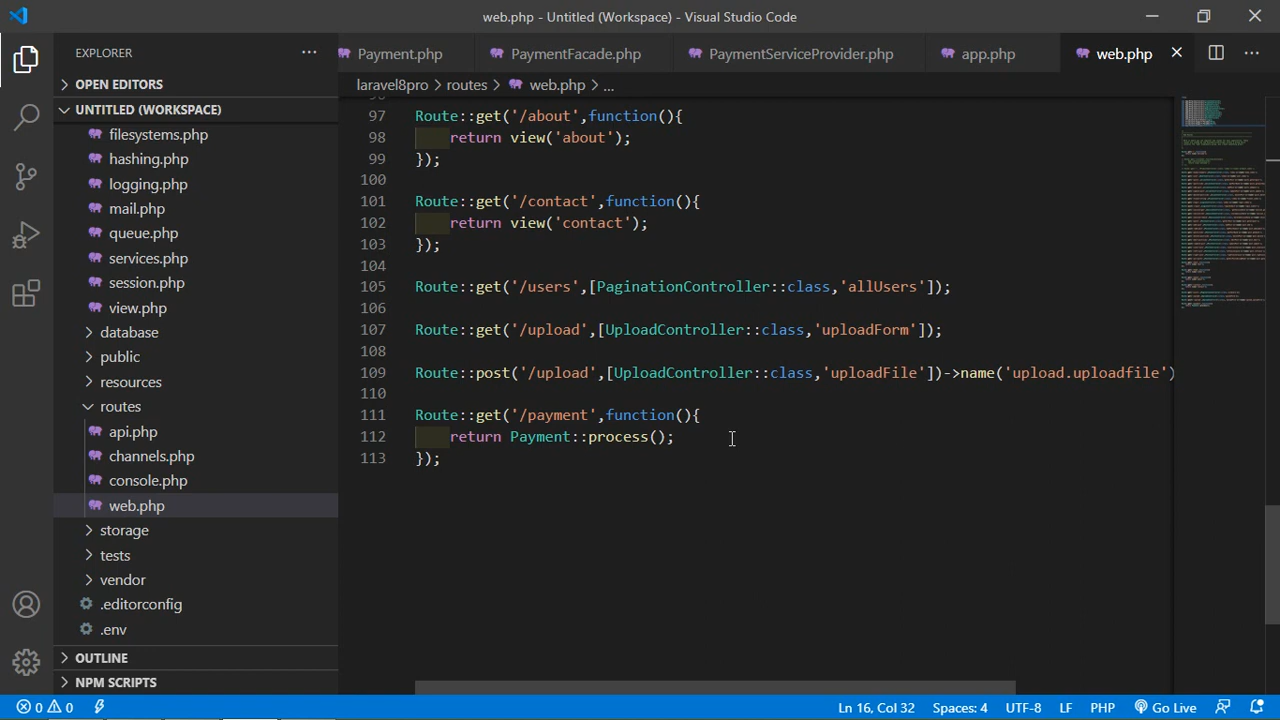 web.php - Untitled (Workspace) - Visual Studio Code
EXPLORER
Payment.php
PaymentFacade.php
PaymentServiceProvider.php
app.php
web.php
laravel8pro > routes > web.php > ...
OPEN EDITORS
UNTITLED (WORKSPACE)
filesystems.php
hashing.php
logging.php
mail.php
queue.php
services.php
session.php
view.php
database
public
resources
routes
api.php
channels.php
console.php
web.php
storage
tests
vendor
.editorconfig
.env
OUTLINE
NPM SCRIPTS
96
97 Route::get('/about',function(){
98 return view('about');
99 });
100
101 Route::get('/contact',function(){
102 return view('contact');
103 });
104
105 Route::get('/users',[PaginationController::class,'allUsers']);
106
107 Route::get('/upload',[UploadController::class,'uploadForm']);
108
109 Route::post('/upload',[UploadController::class,'uploadFile'])->name('upload.uploadfile')
110
111 Route::get('/payment',function(){
112 return Payment::process();
113 });
0 0
Ln 16, Col 32
Spaces: 4
UTF-8
LF
PHP
Go Live